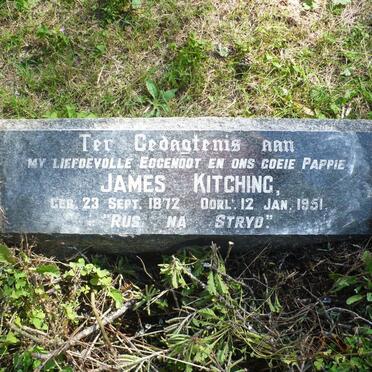 Ter Gedagtenis aan
MY LIEFDEVOLLE EGGENOOT EN ONS GOEIE PAPPIE
JAMES KITCHING,
GEB. 23 SEPT. 1872 OORL. 12 JAN. 1951.
"RUS NA STRYD."